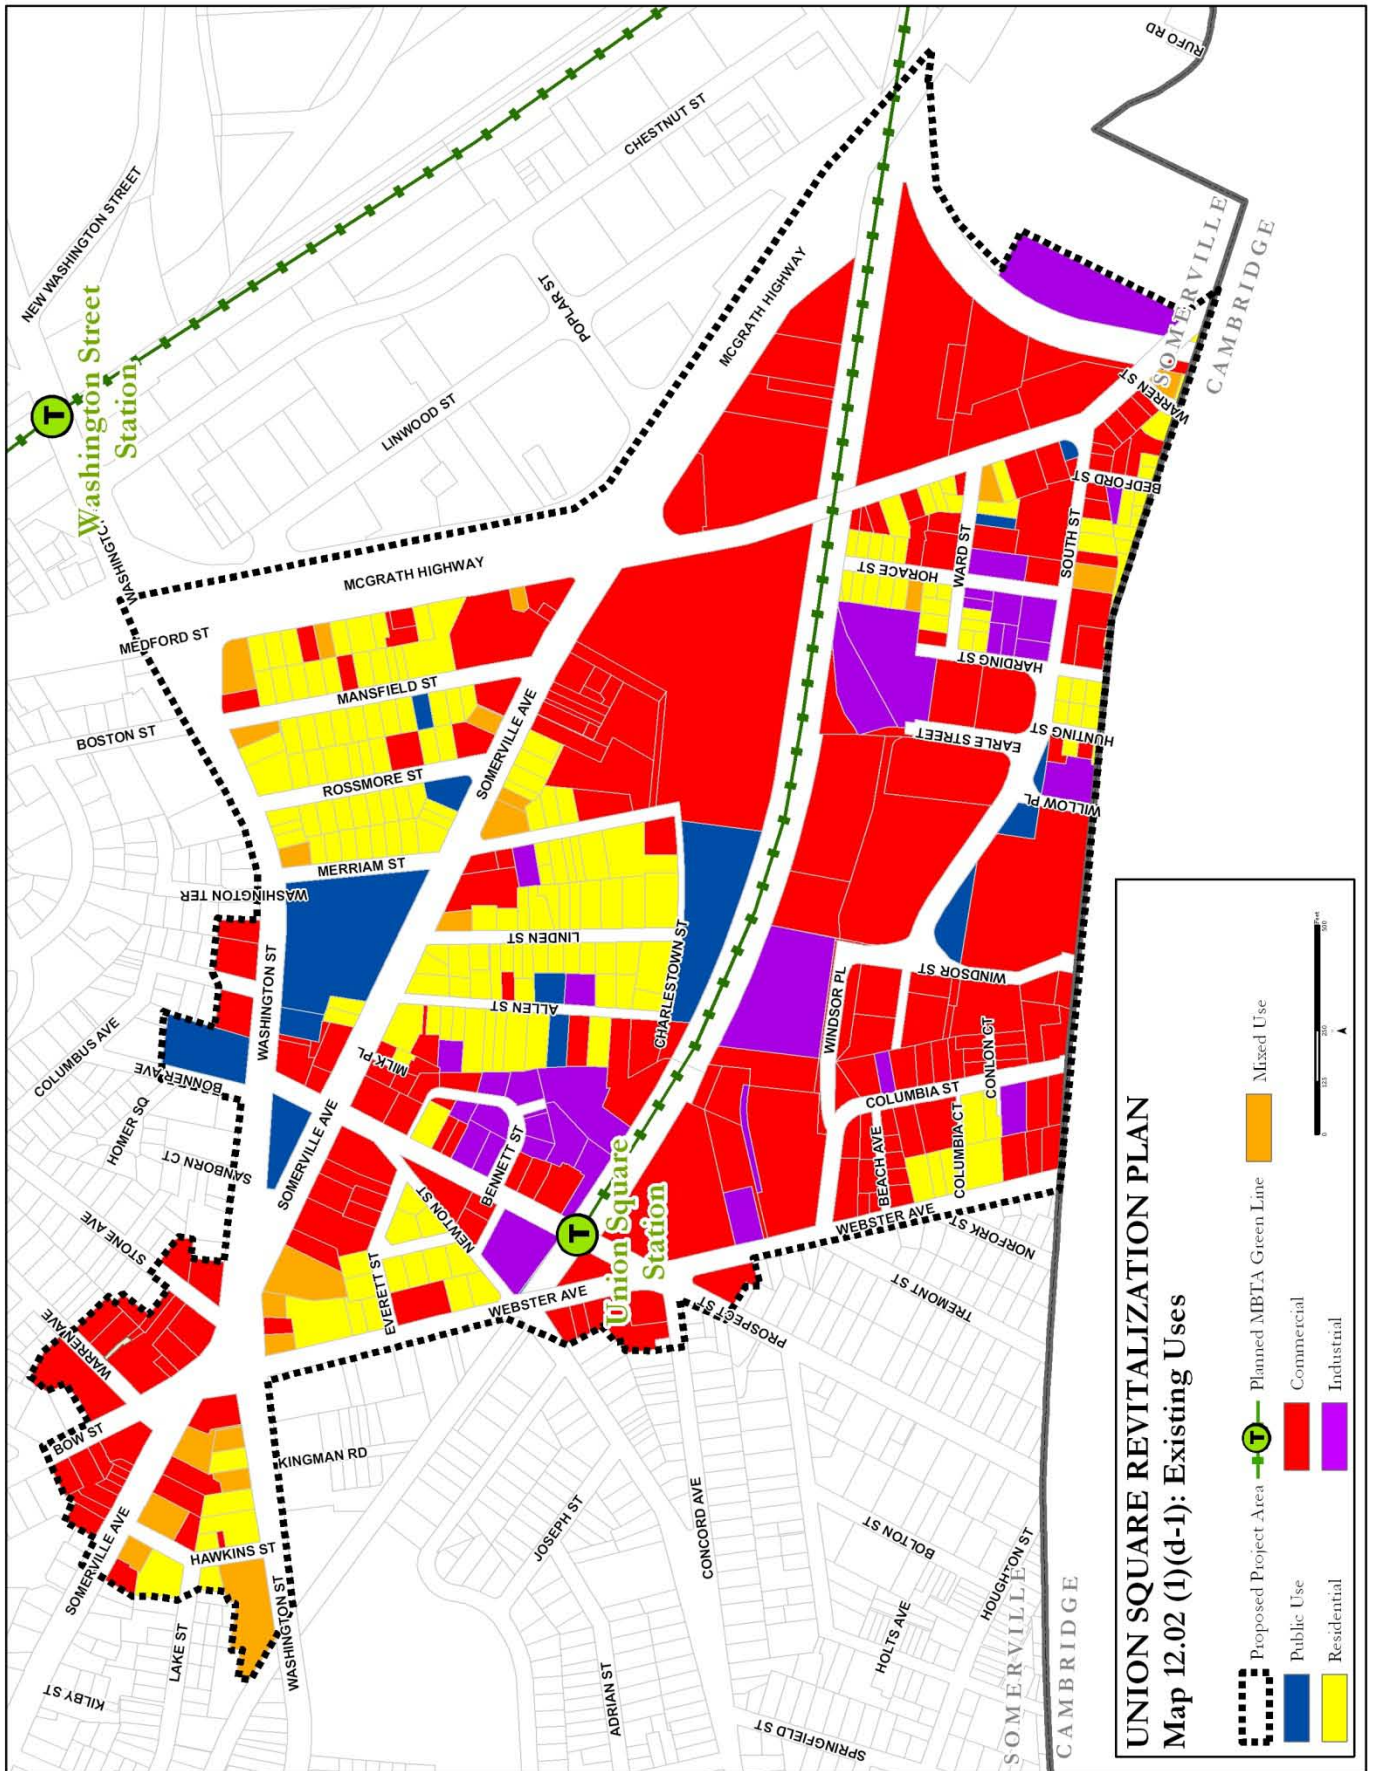 NEW WASHINGTON STREET
Washington Street
Station
CHESTNUT ST
POPLAR ST
LINWOOD ST
MCGRATH HIGHWAY
RUFO RD
MCGRATH HIGHWAY
MEDFORD ST
BOSTON ST
MANSFIELD ST
ROSSMORE ST
MERRIAM ST
SOMERVILLE AVE
WASHINGTON TER
WASHINGTON ST
COLUMBUS AVE
BONNER AVE
HOMER SQ
SANBORN CT
STONE AVE
WARREN AVE
BOW ST
SOMERVILLE AVE
SOMERVILLE AVE
MILK PL
LINDEN ST
ALLEN ST
CHARLESTOWN ST
BENNETT ST
NEWTON ST
EVERETT ST
WEBSTER AVE
Union Square
Station
PROSPECT ST
WEBSTER AVE
HAWKINS ST
WASHINGTON ST
KINGMAN RD
LAKE ST
KILBY ST
JOSEPH ST
CONCORD AVE
ADRIAN ST
SPRINGFIELD ST
HOLTS AVE
BOLTON ST
HOUGHTON ST
TREMONT ST
NORFORK ST
HORACE ST
WARD ST
SOUTH ST
BEDFORD ST
WARREN ST
HARDING ST
EARLE STREET
HUNTING ST
WILLOW PL
WINDSOR ST
WINDSOR PL
COLUMBIA ST
CONLON CT
COLUMBIA CT
BEACH AVE
SOMERVILLE
CAMBRIDGE
SOMERVILLE
CAMBRIDGE
T
T
UNION SQUARE REVITALIZATION PLAN
Map 12.02 (1)(d-1): Existing Uses
Proposed Project Area
T
Planned MBTA Green Line
Mixed Use
Public Use
Commercial
Residential
Industrial
0 125 250 500
Feet